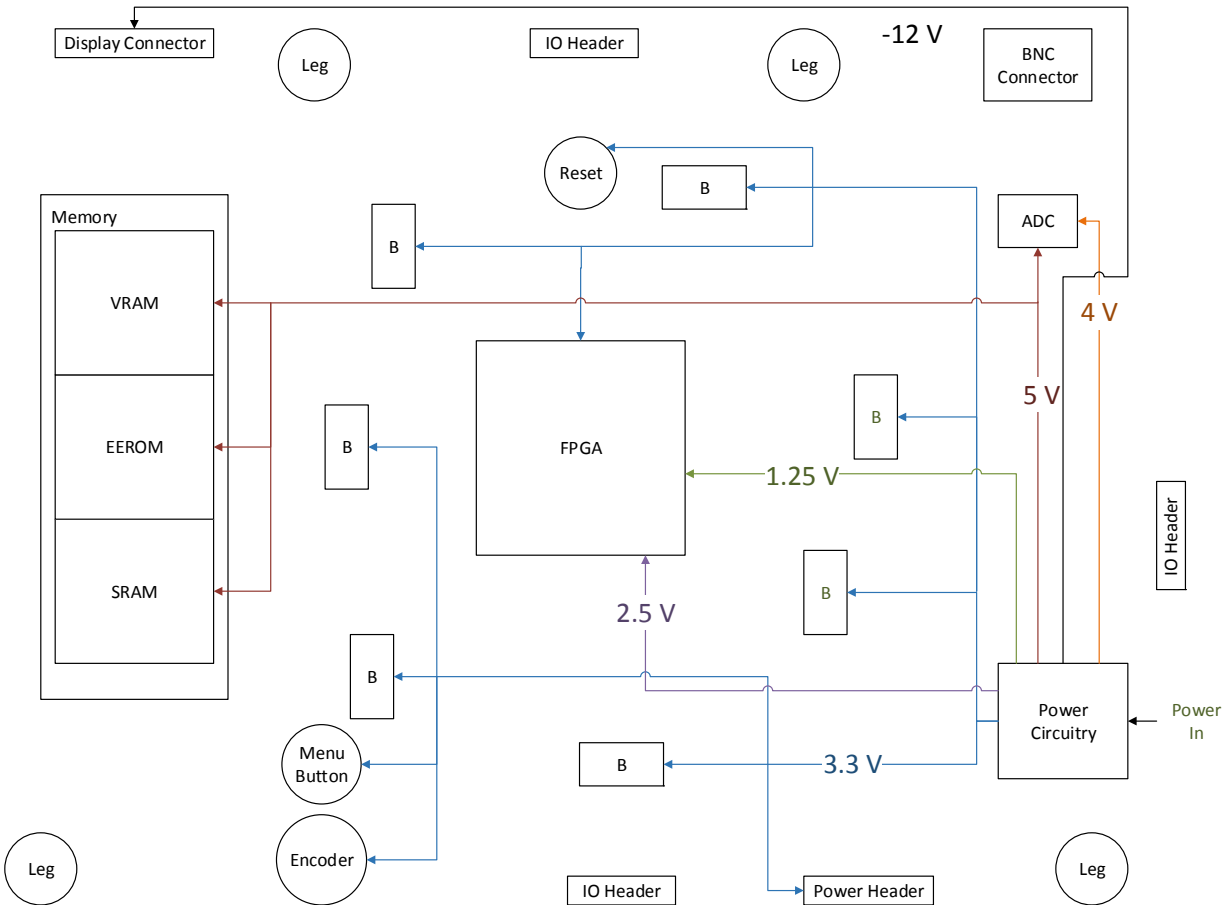 -12 V
Display Connector
IO Header
BNC
Connector
Leg
Leg
Reset
B
Memory
B
ADC
VRAM
4 V
5 V
B
EEROM
FPGA
B
1.25 V
IO Header
SRAM
B
2.5 V
B
Power
Circuitry
Power
In
Menu
Button
B
3.3 V
Leg
Encoder
Leg
IO Header
Power Header